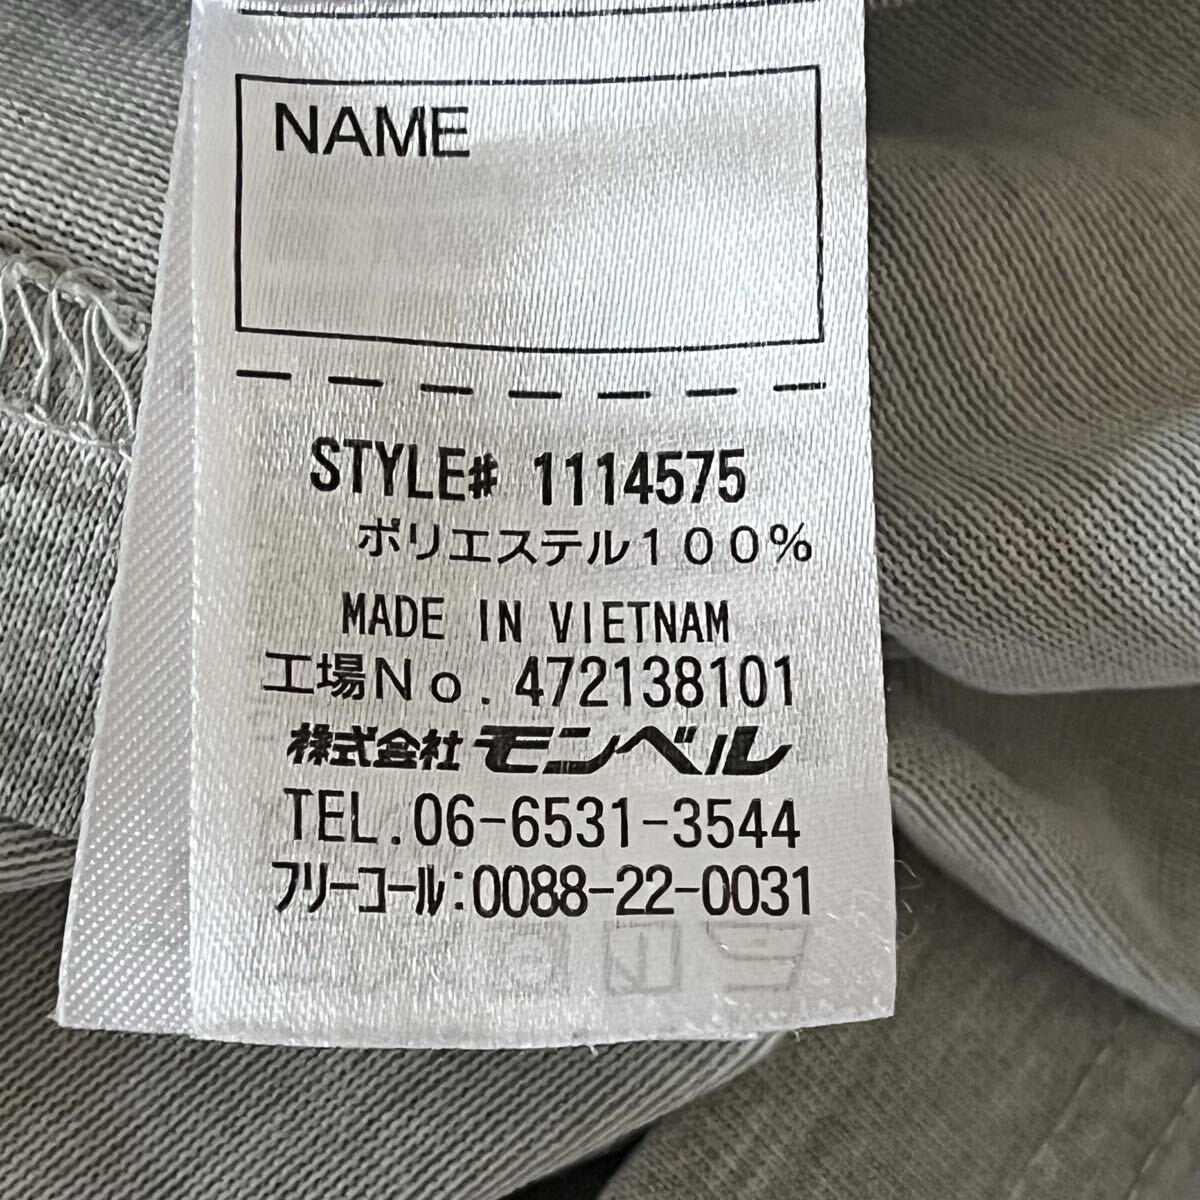 NAME
STYLE# 1114575
ポリエステル100%
MADE IN VIETNAM
工場No. 472138101
株式会社 モンベル
TEL.06-6531-3544
フリーコール:0088-22-0031